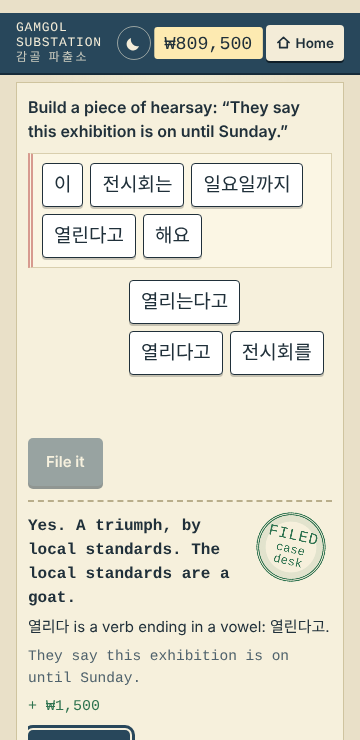 GAMGOL
SUBSTATION
감골 파출소
₩809,500
Home
Build a piece of hearsay: “They say
this exhibition is on until Sunday.”
이 전시회는 일요일까지
열린다고 해요
열리는다고
열리다고 전시회를
File it
Yes. A triumph, by
local standards. The
local standards are a
goat.
FILED
case
desk
열리다 is a verb ending in a vowel: 열린다고.
They say this exhibition is on
until Sunday.
+ ₩1,500